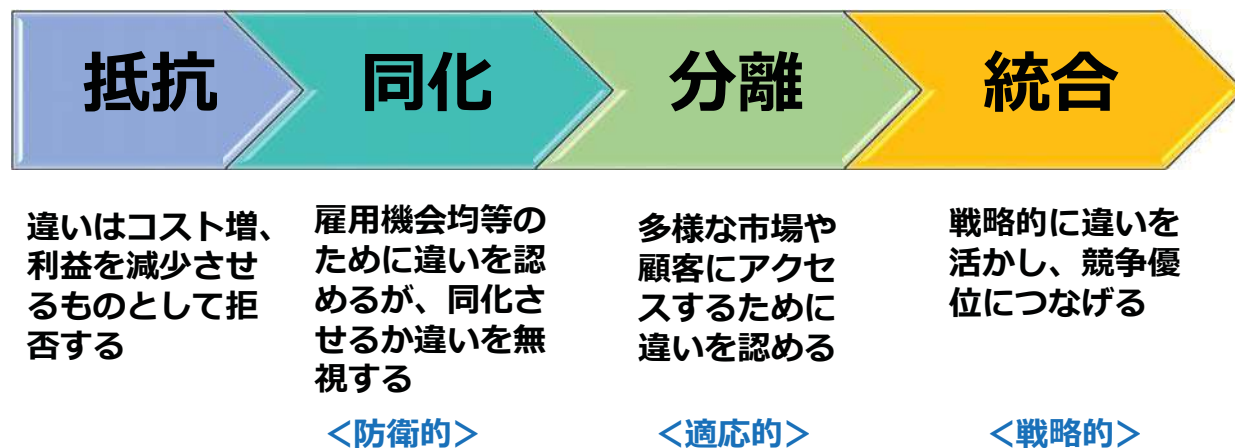 抵抗
同化
分離
統合
違いはコスト増、
利益を減少させ
るものとして拒
否する
雇用機会均等の
ために違いを認
めるが、同化さ
せるか違いを無
視する
＜防衛的＞
多様な市場や
顧客にアクセ
スするために
違いを認める
＜適応的＞
戦略的に違いを
活かし、競争優
位につなげる
＜戦略的＞